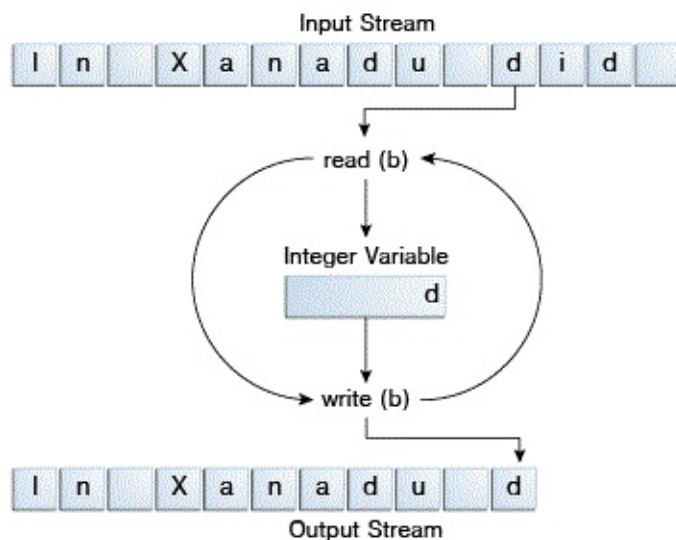 Input Stream
I n X a n a d u d i d
read (b)
Integer Variable
d
write (b)
I n X a n a d u d
Output Stream